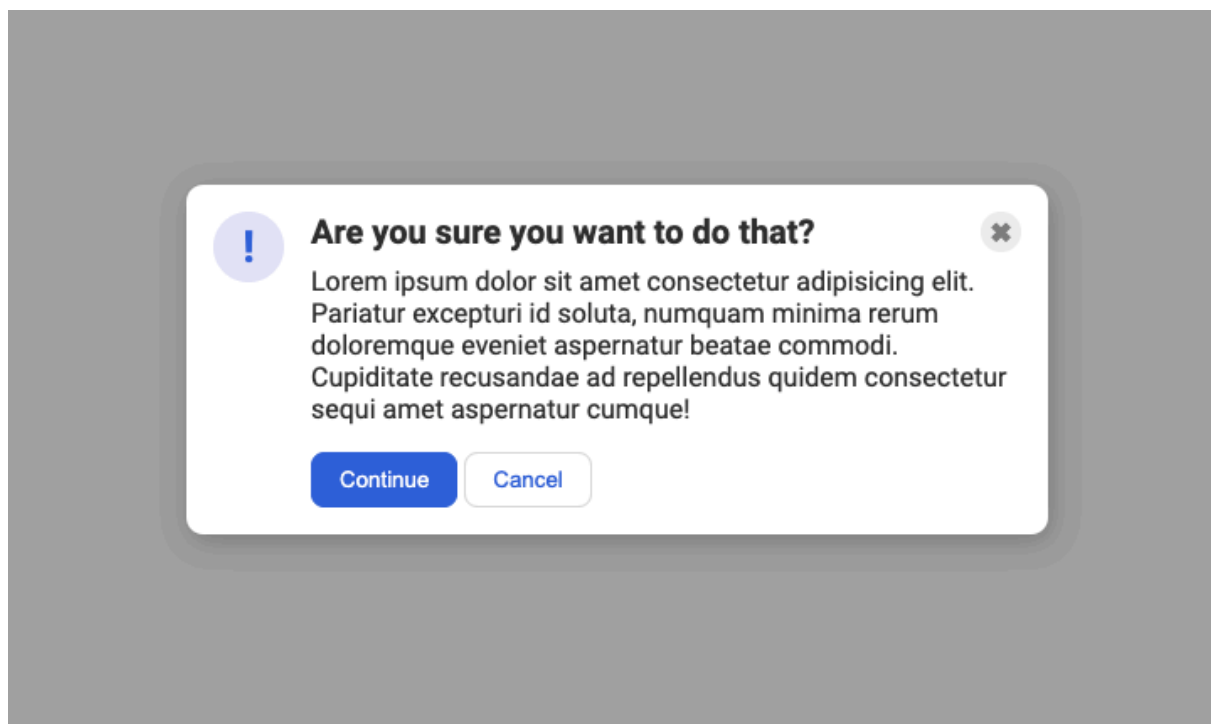 !
Are you sure you want to do that?
✖
Lorem ipsum dolor sit amet consectetur adipisicing elit.
Pariatur excepturi id soluta, numquam minima rerum
doloremque eveniet aspernatur beatae commodi.
Cupiditate recusandae ad repellendus quidem consectetur
sequi amet aspernatur cumque!
Continue
Cancel